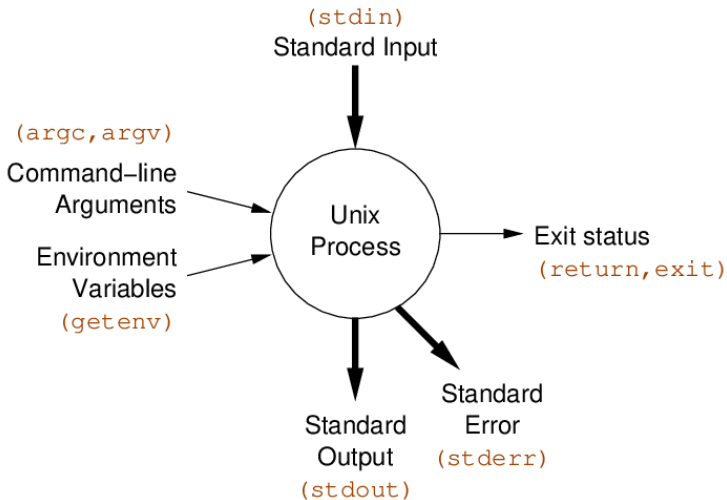 (stdin)
Standard Input
(argc,argv)
Command−line
Arguments
Environment
Variables
(getenv)
Unix
Process
Exit status
(return,exit)
Standard
Output
(stdout)
Standard
Error
(stderr)